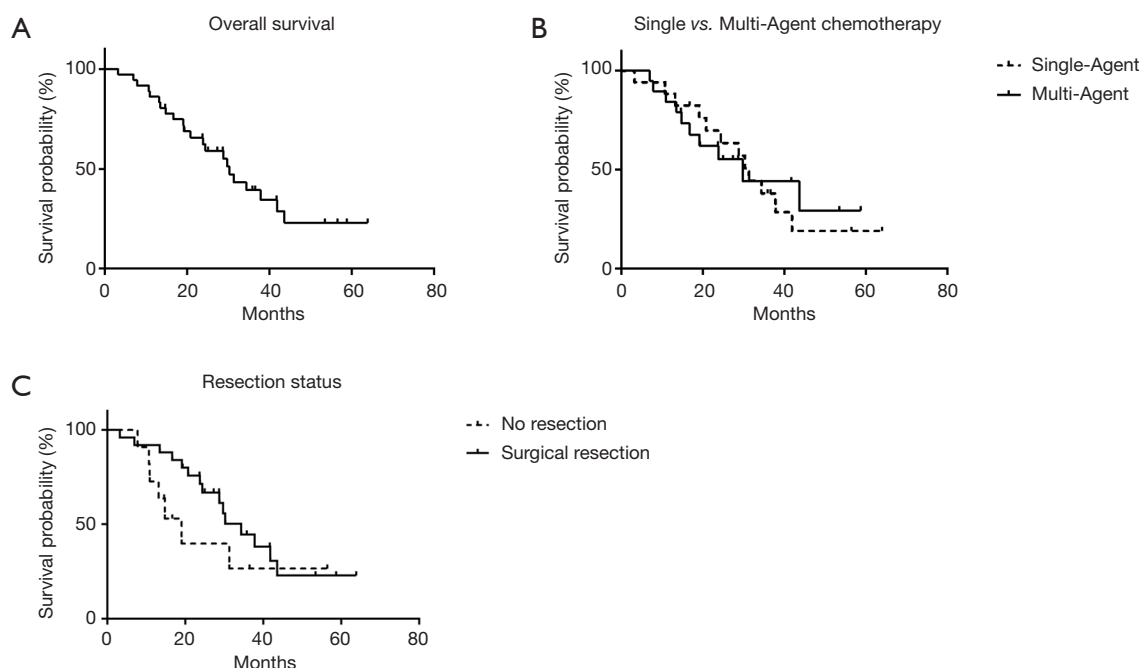 A
Overall survival
Survival probability (%)
100
50
0
0 20 40 60 80
Months
B
Single vs. Multi-Agent chemotherapy
Survival probability (%)
100
50
0
0 20 40 60 80
Months
Single-Agent
Multi-Agent
C
Resection status
Survival probability (%)
100
50
0
0 20 40 60 80
Months
No resection
Surgical resection